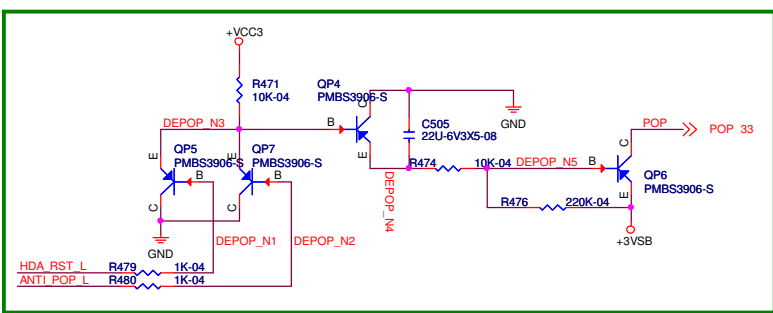 +VCC3
R471
10K-04
QP4
PMBS3906-S
C
B
E
DEPOP_N3
C505
22U-6V3X5-08
GND
POP
POP_33
QP5
PMBS3906-S
E
B
C
QP7
PMBS3906-S
E
B
C
R474
10K-04
DEPOP_N5
B
C
E
QP6
PMBS3906-S
DEPOP_N4
R476
220K-04
+3VSB
GND
DEPOP_N1
DEPOP_N2
HDA_RST_L
R479
1K-04
ANTI_POP_L
R480
1K-04